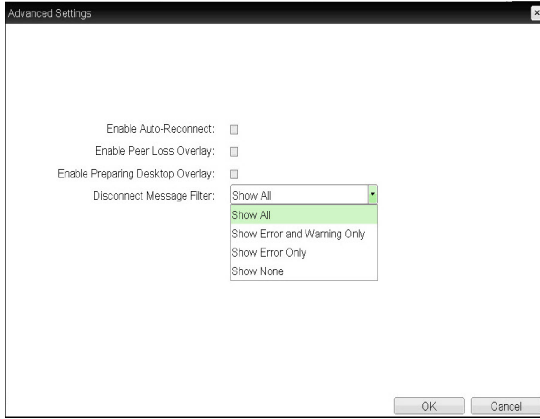 Advanced Settings
Enable Auto-Reconnect:
Enable Peer Loss Overlay:
Enable Preparing Desktop Overlay:
Disconnect Message Filter: Show All
Show All
Show Error and Warning Only
Show Error Only
Show None
OK Cancel